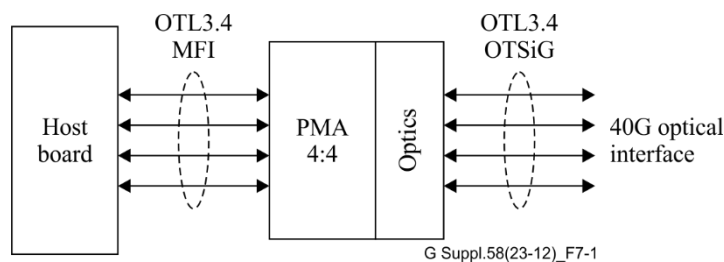 OTL3.4
MFI
OTL3.4
OTSiG
Host
board
PMA
4:4
Optics
40G optical
interface
G Suppl.58(23-12)_F7-1